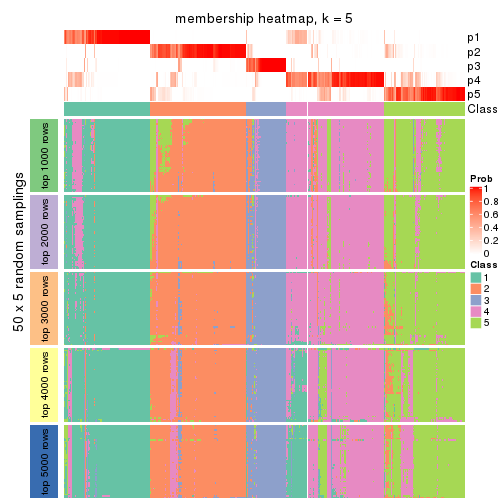 membership heatmap, k = 5
p1
p2
p3
p4
p5
Class
50 x 5 random samplings
top 1000 rows
top 2000 rows
top 3000 rows
top 4000 rows
top 5000 rows
Prob
1
0.8
0.6
0.4
0.2
0
Class
1
2
3
4
5